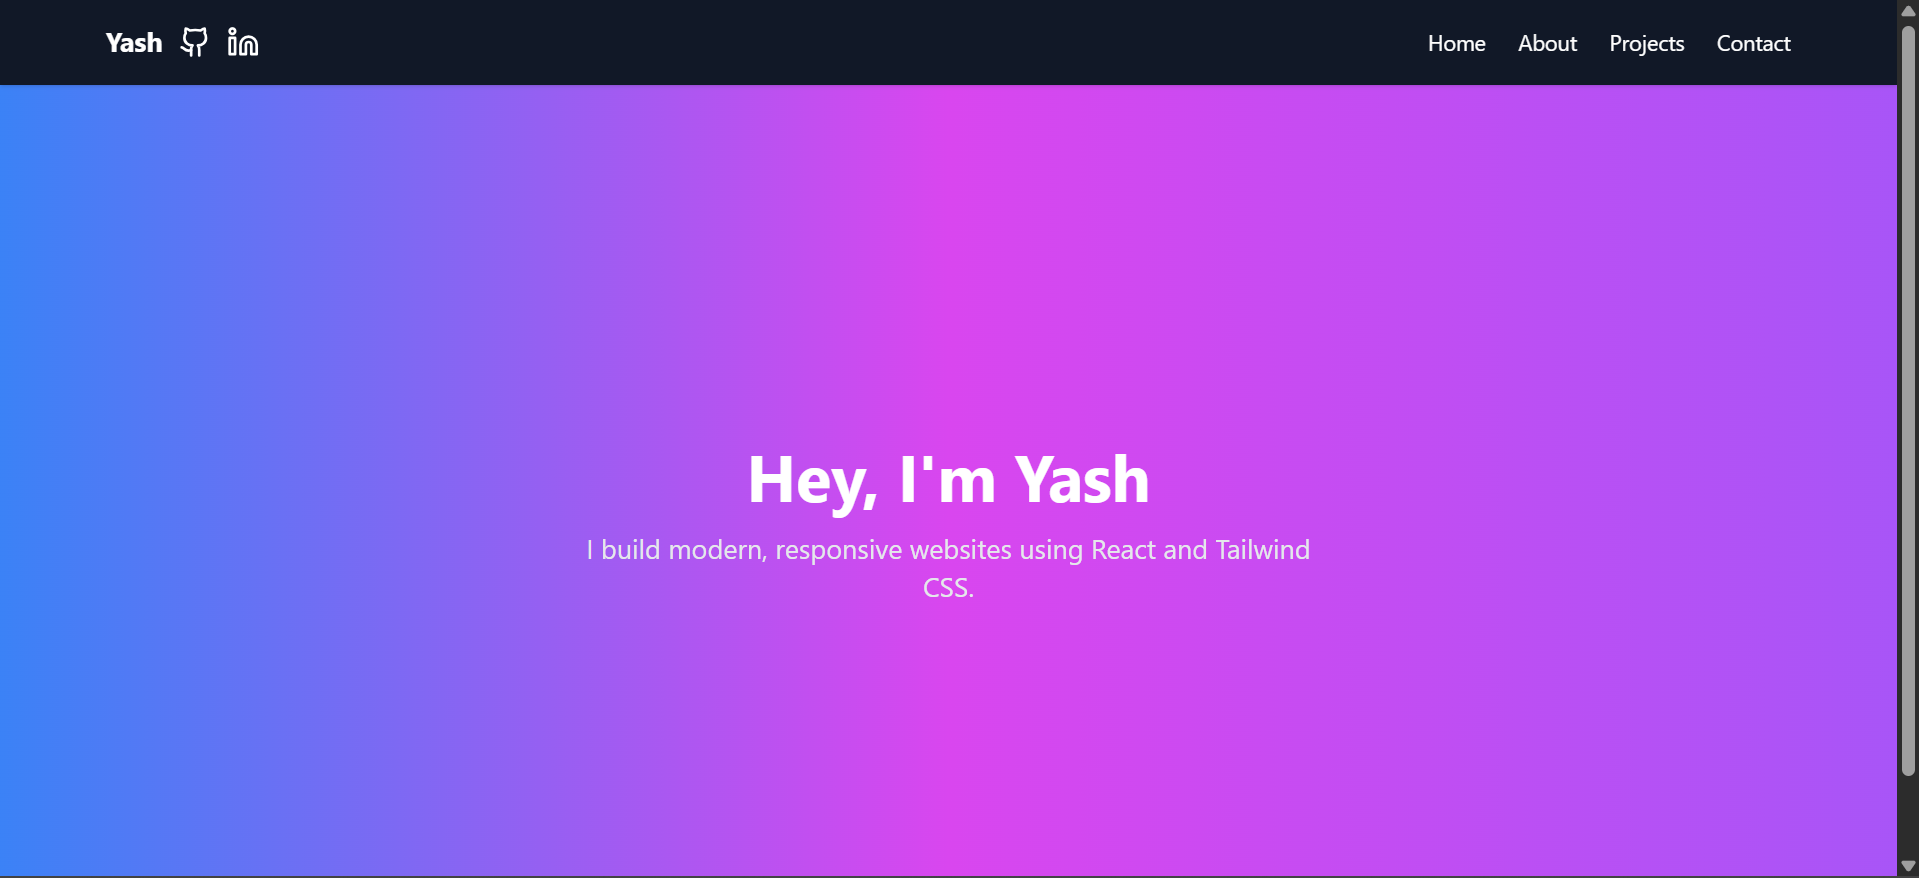 Yash
Home About Projects Contact
Hey, I'm Yash
I build modern, responsive websites using React and Tailwind
CSS.